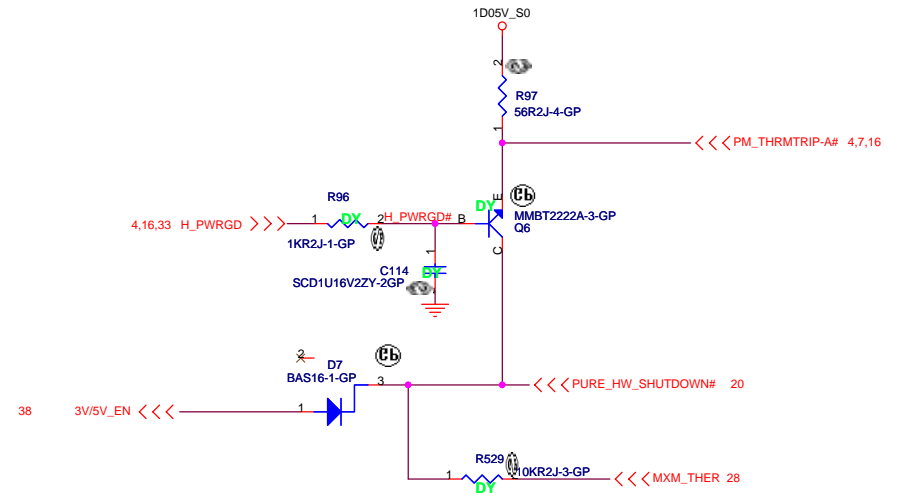 1D05V_S0
2
R97
56R2J-4-GP
1
PM_THRMTRIP-A# 4,7,16
E
DY
MMBT2222A-3-GP
Q6
R96
4,16,33 H_PWRGD
1
DY
2
H_PWRGD#
B
1KR2J-1-GP
C
1
C114
DY
SCD1U16V2ZY-2GP
2
D7
BAS16-1-GP
3
PURE_HW_SHUTDOWN# 20
38 3V/5V_EN
1
R529
1
10KR2J-3-GP
DY
MXM_THER 28